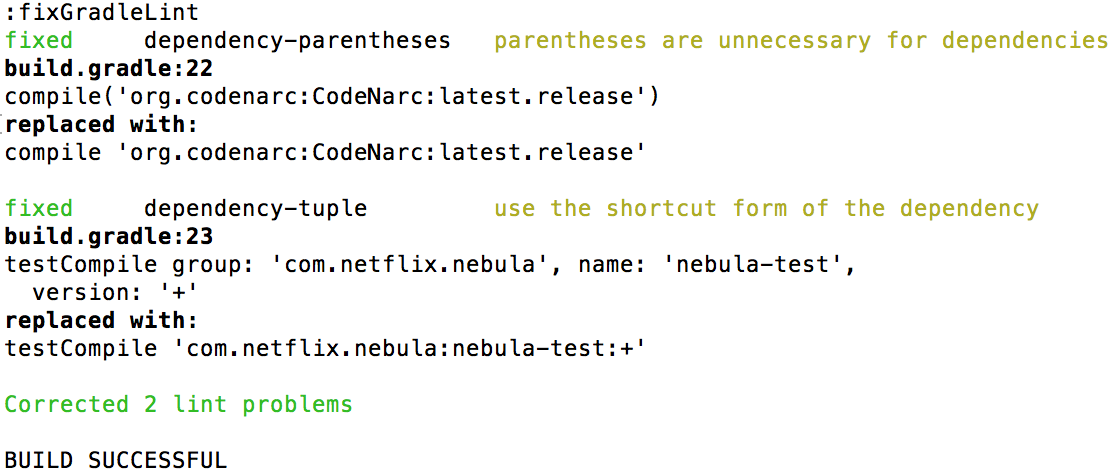 :fixGradleLint
fixed     dependency-parentheses   parentheses are unnecessary for dependencies
build.gradle:22
compile('org.codenarc:CodeNarc:latest.release')
replaced with:
compile 'org.codenarc:CodeNarc:latest.release'
fixed     dependency-tuple         use the shortcut form of the dependency
build.gradle:23
testCompile group: 'com.netflix.nebula', name: 'nebula-test',
  version: '+'
replaced with:
testCompile 'com.netflix.nebula:nebula-test:+'
Corrected 2 lint problems
BUILD SUCCESSFUL